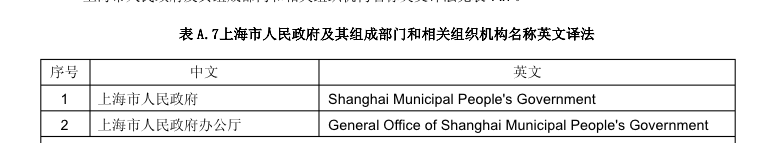 表 A.7上海市人民政府及其组成部门和相关组织机构名称英文译法
序号 中文 英文
1 上海市人民政府 Shanghai Municipal People's Government
2 上海市人民政府办公厅 General Office of Shanghai Municipal People's Government